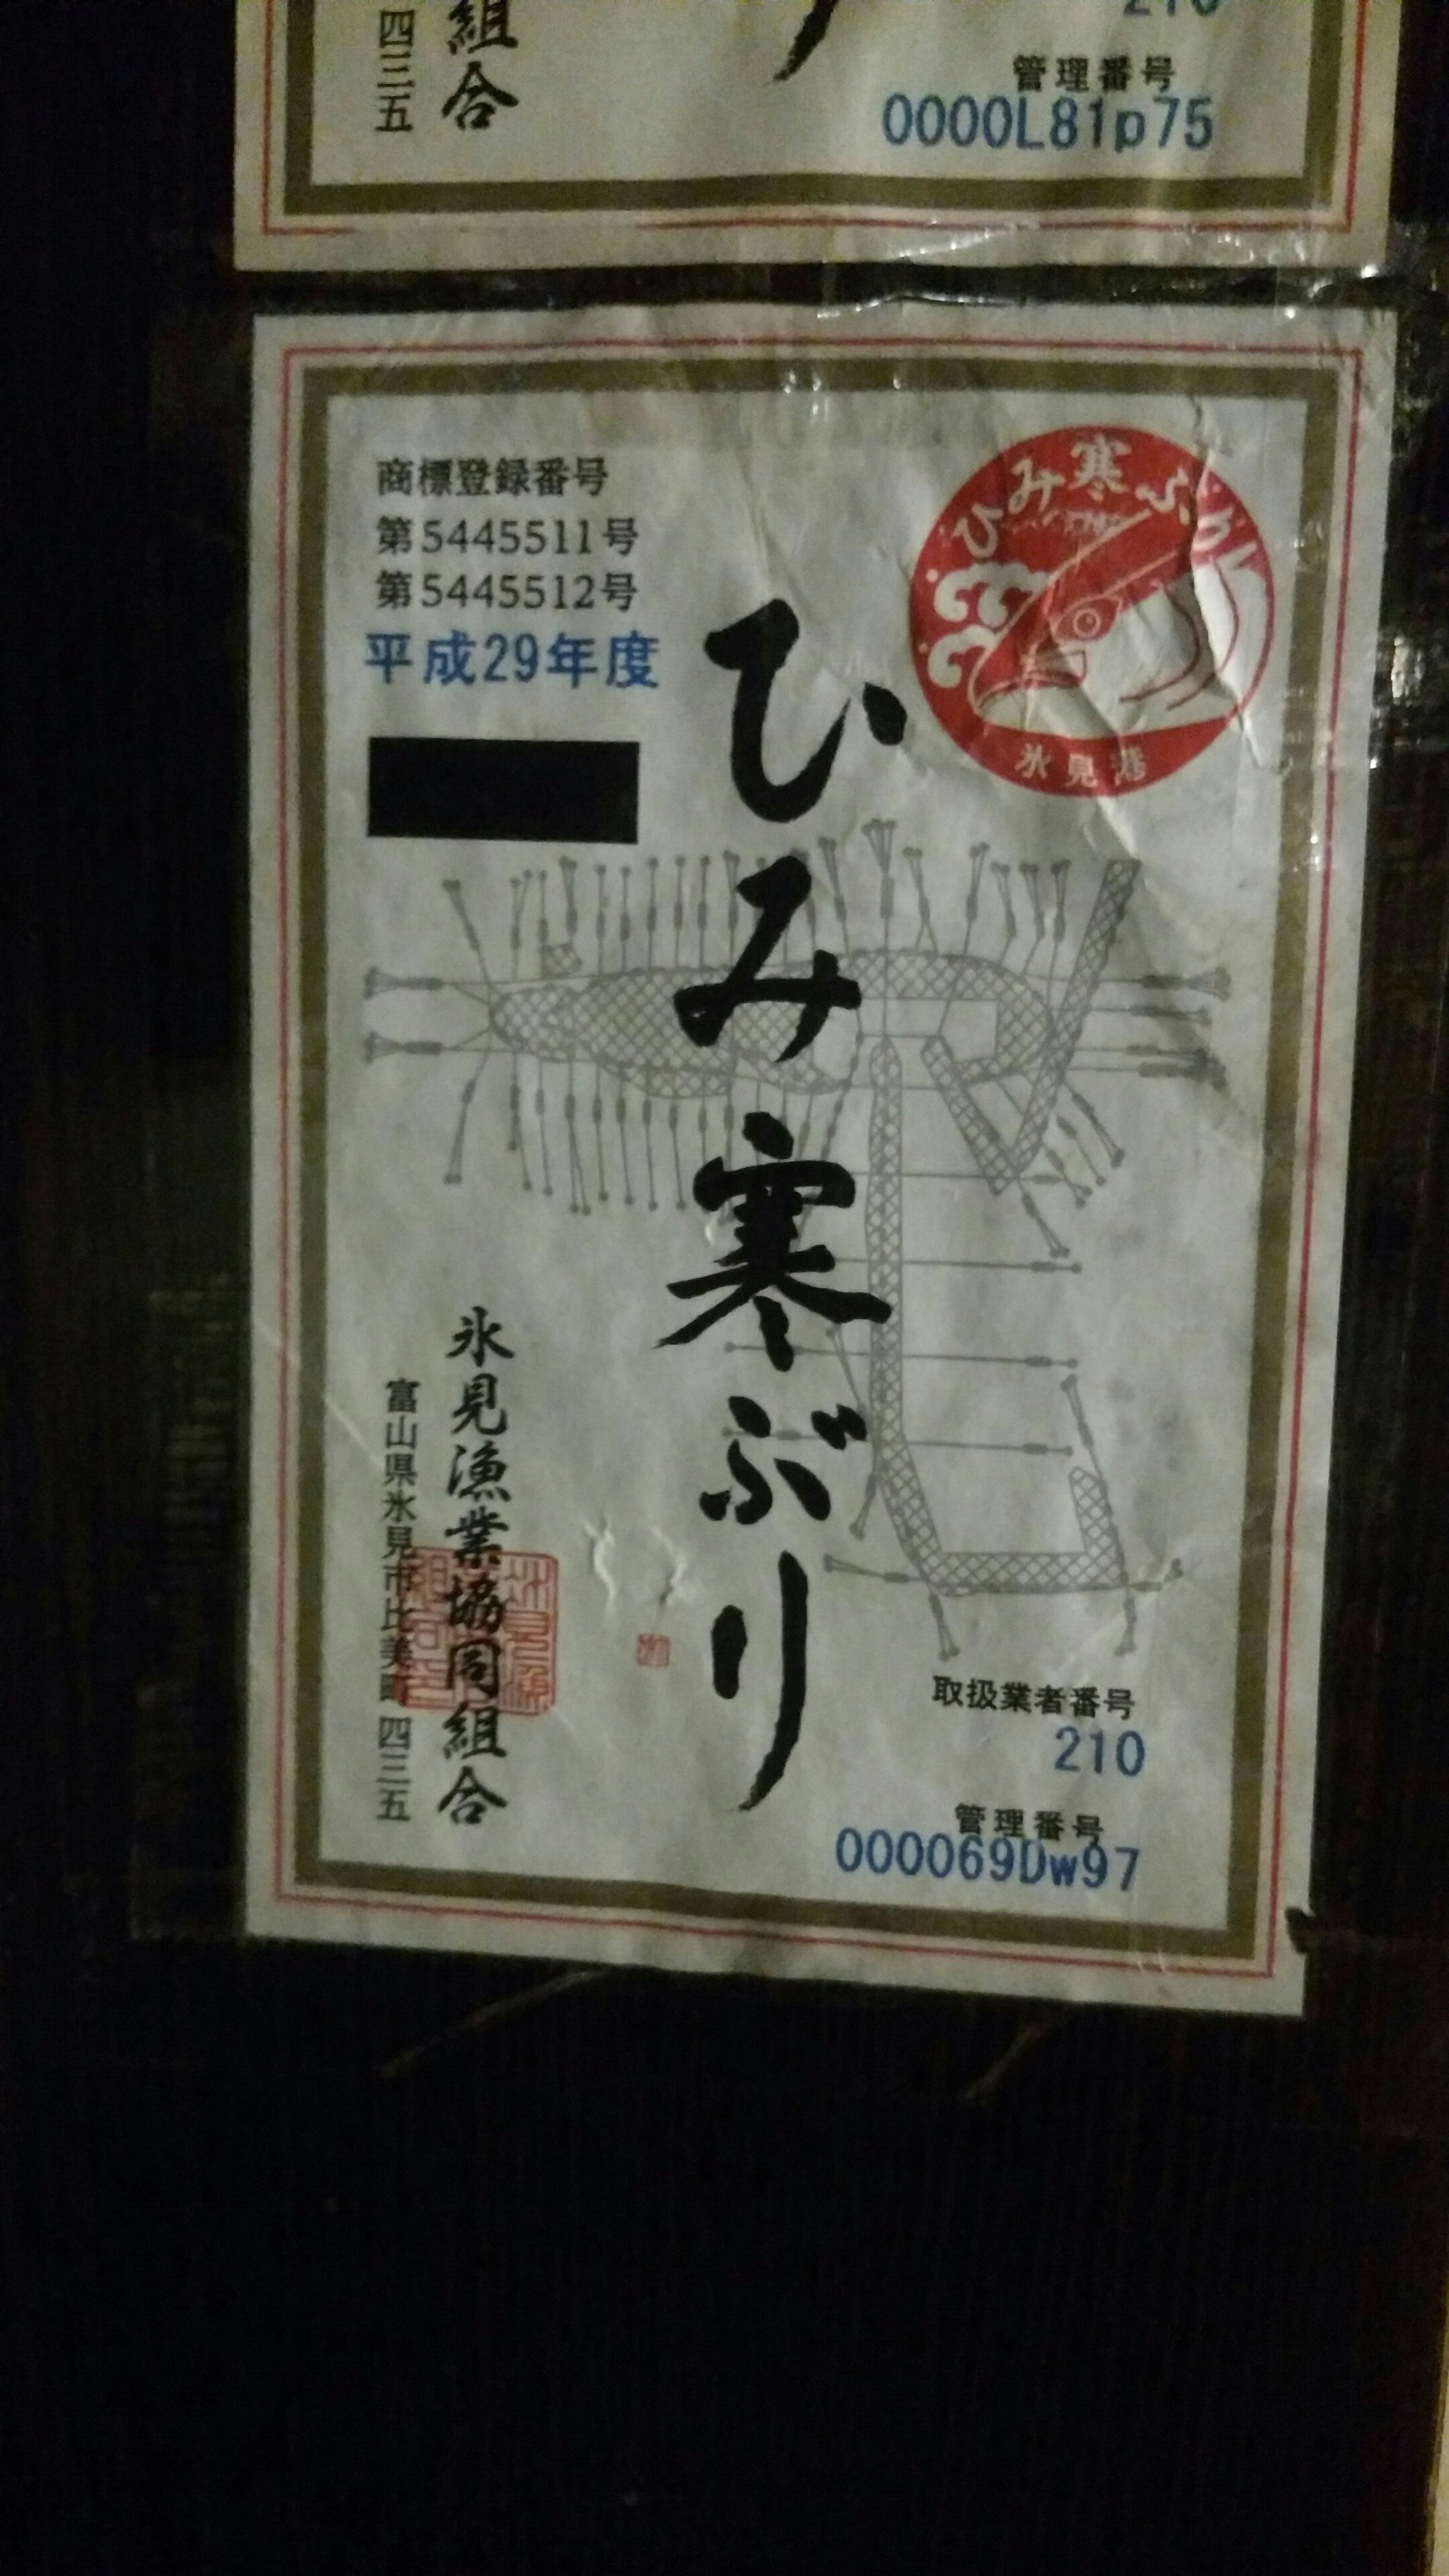 組合
四三五
210
管理番号
0000L81p75
商標登録番号
第5445511号
第5445512号
平成29年度
ひみ寒ぶり
氷見港
ひみ寒ぶり
氷見漁業協同組合
富山県氷見市比美町四三五
取扱業者番号
210
管理番号
000069Dw97